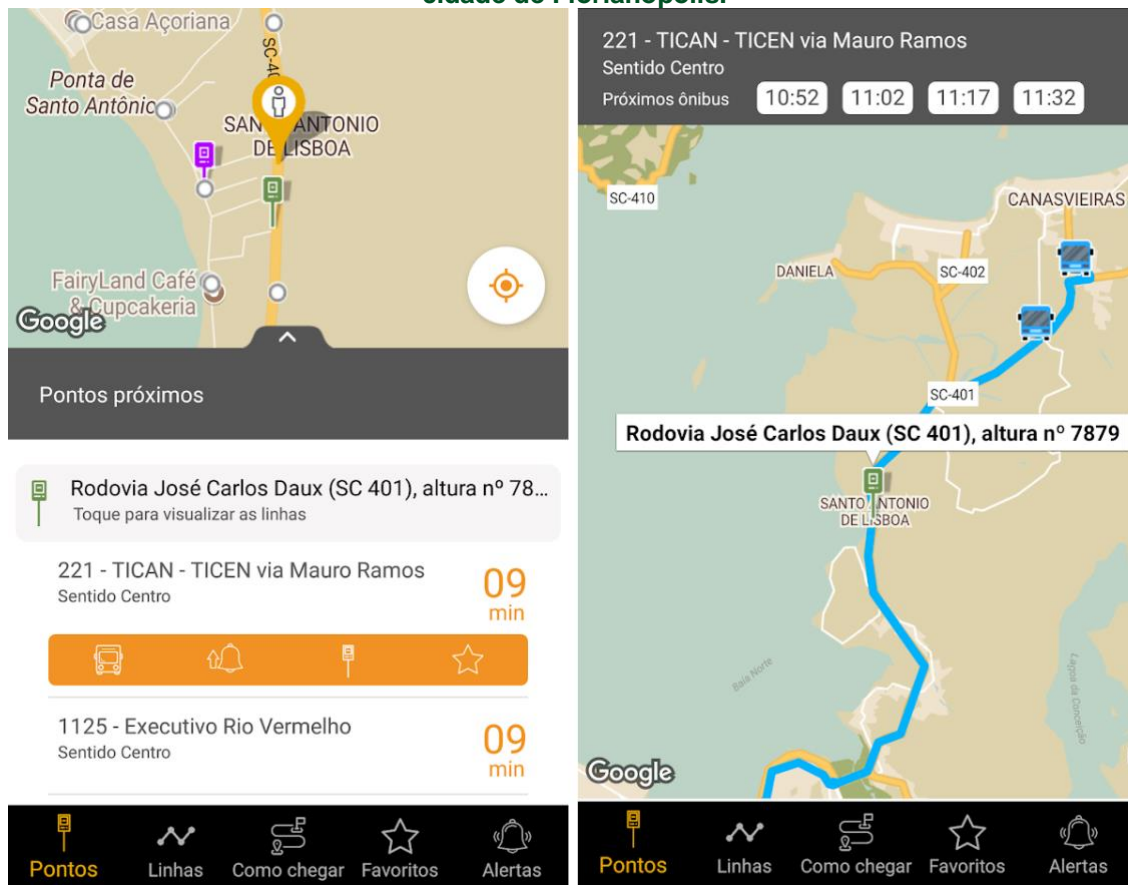 cidade de Florianópolis.
Casa Açoriana
SC-40
Ponta de
Santo Antônio
SANTO ANTONIO
DE LISBOA
FairyLand Café
& Cupcakeria
Google
Pontos próximos
Rodovia José Carlos Daux (SC 401), altura nº 78...
Toque para visualizar as linhas
221 - TICAN - TICEN via Mauro Ramos
Sentido Centro
09
min
1125 - Executivo Rio Vermelho
Sentido Centro
09
min
Pontos
Linhas
Como chegar
Favoritos
Alertas
221 - TICAN - TICEN via Mauro Ramos
Sentido Centro
Próximos ônibus 10:52 11:02 11:17 11:32
SC-410
CANASVIEIRAS
DANIELA
SC-402
SC-401
Rodovia José Carlos Daux (SC 401), altura nº 7879
SANTO ANTONIO
DE LISBOA
Baía Norte
Lagoa da Conceição
Google
Pontos
Linhas
Como chegar
Favoritos
Alertas